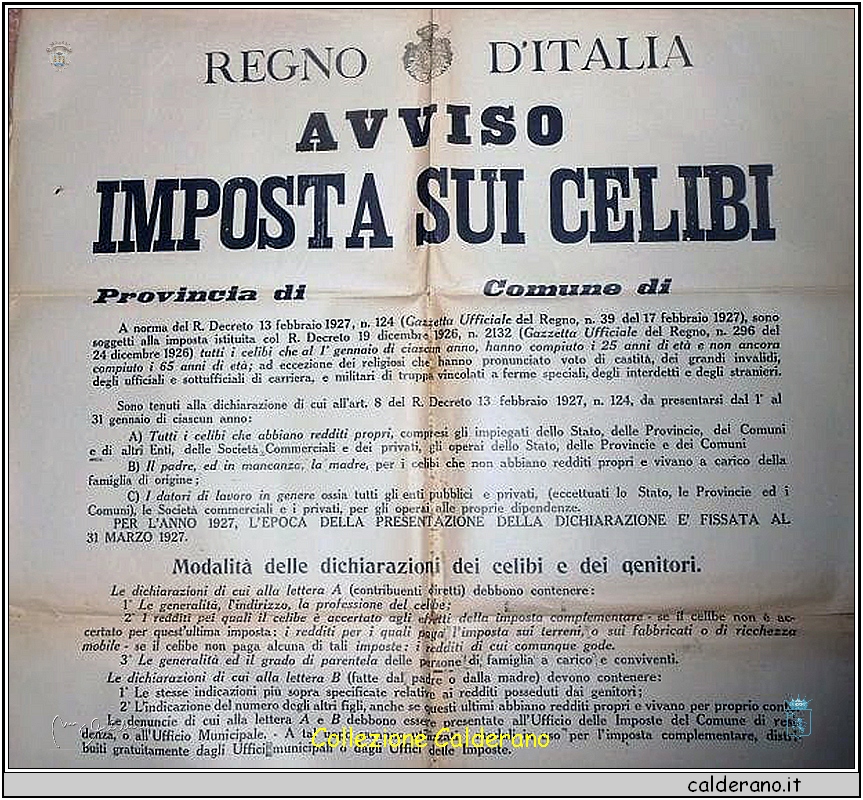 REGNO D'ITALIA
AVVISO
IMPOSTA SUI CELIBI
Provincia di Comune di
A norma del R. Decreto 13 febbraio 1927, n. 124 (Gazzetta Ufficiale del Regno, n. 39 del 17 febbraio 1927), sono
soggetti alla imposta istituita col R. Decreto 19 dicembre 1926, n. 2132 (Gazzetta Ufficiale del Regno, n. 296 del
24 dicembre 1926) tutti i celibi che al 1° gennaio di ciascun anno, hanno compiuto i 25 anni di età e non ancora
compiuto i 65 anni di età; ad eccezione dei religiosi che hanno pronunciato voto di castità, dei grandi invalidi,
degli ufficiali e sottufficiali di carriera, e militari di truppa vincolati a ferme speciali, degli interdetti e degli stranieri.
Sono tenuti alla dichiarazione di cui all'art. 8 del R. Decreto 13 febbraio 1927, n. 124, da presentarsi dal 1° al
31 gennaio di ciascun anno:
A) Tutti i celibi che abbiano redditi propri, compresi gli impiegati dello Stato, delle Provincie, dei Comuni
e di altri Enti, delle Società Commerciali e dei privati, gli operai dello Stato, delle Provincie e dei Comuni
B) Il padre, ed in mancanza, la madre, per i celibi che non abbiano redditi propri e vivano a carico della
famiglia di origine;
C) I datori di lavoro in genere ossia tutti gli enti pubblici e privati, (eccettuati lo Stato, le Provincie ed i
Comuni), le Società commerciali e i privati, per gli operai alle proprie dipendenze.
PER L'ANNO 1927, L'EPOCA DELLA PRESENTAZIONE DELLA DICHIARAZIONE E' FISSATA AL
31 MARZO 1927.
Modalità delle dichiarazioni dei celibi e dei genitori.
Le dichiarazioni di cui alla lettera A (contribuenti diretti) debbono contenere:
1° Le generalità, l'indirizzo, la professione del celibe;
2° I redditi pei quali il celibe è accertato agli effetti della imposta complementare - se il celibe non è ac-
certato per quest'ultima imposta: i redditi per i quali paga l'imposta sui terreni, o sui fabbricati o di ricchezza
mobile - se il celibe non paga alcuna di tali imposte: i redditi di cui comunque gode.
3° Le generalità ed il grado di parentela delle persone di famiglia a carico e conviventi.
Le dichiarazioni di cui alla lettera B (fatte dal padre o dalla madre) devono contenere:
1° Le stesse indicazioni più sopra specificate relative ai redditi posseduti dai genitori;
2° L'indicazione del numero degli altri figli, anche se questi ultimi abbiano redditi propri e vivano per proprio conto.
Le denuncie di cui alla lettera A e B debbono essere presentate all'Ufficio delle Imposte del Comune di resi-
denza, o all'Ufficio Municipale. - A per l'imposta complementare, distri-
buiti gratuitamente dagli Uffici municipali o dagli Uffici delle Imposte.
Collezione Calderano
calderano.it